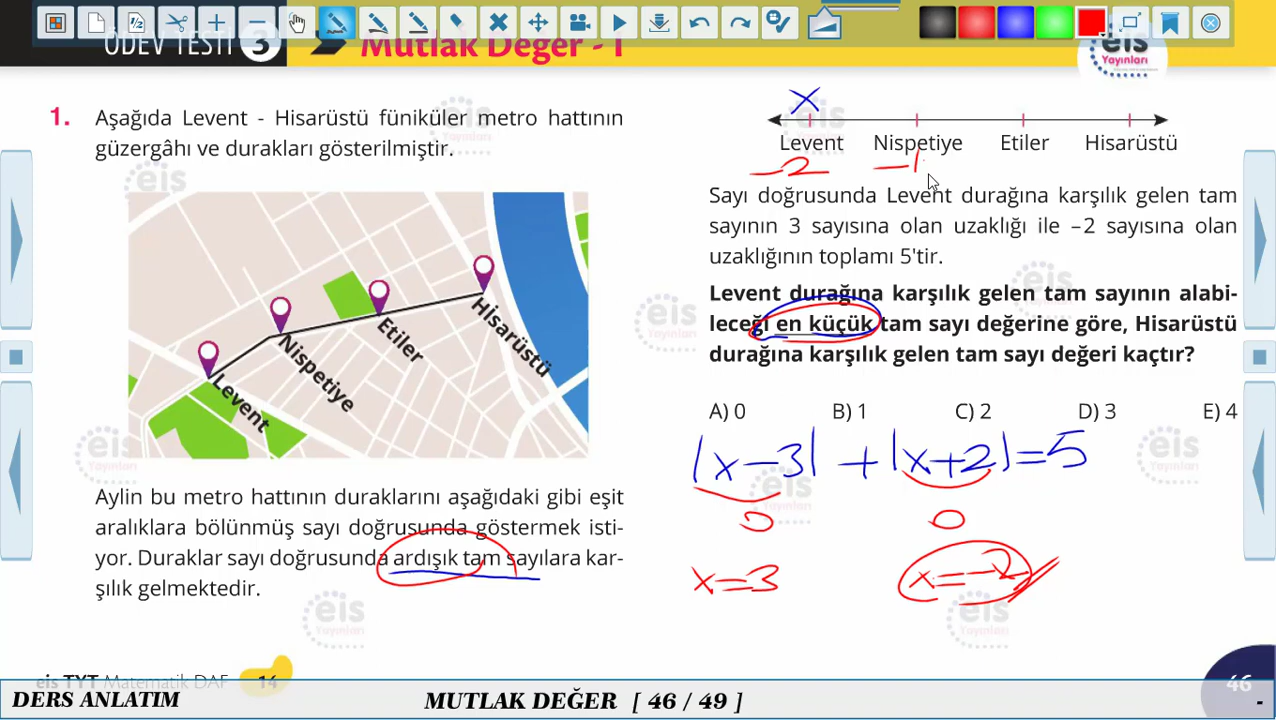 ÖDEV TESTİ 3 Mutlak Değer - I
eis
Yayınları
1. Aşağıda Levent - Hisarüstü füniküler metro hattının
güzergâhı ve durakları gösterilmiştir.
Levent
Nispetiye
Etiler
Hisarüstü
Aylin bu metro hattının duraklarını aşağıdaki gibi eşit
aralıklara bölünmüş sayı doğrusunda göstermek isti-
yor. Duraklar sayı doğrusunda ardışık tam sayılara kar-
şılık gelmektedir.
x
Levent Nispetiye Etiler Hisarüstü
-2 -1
Sayı doğrusunda Levent durağına karşılık gelen tam
sayının 3 sayısına olan uzaklığı ile -2 sayısına olan
uzaklığının toplamı 5'tir.
Levent durağına karşılık gelen tam sayının alabi-
leceği en küçük tam sayı değerine göre, Hisarüstü
durağına karşılık gelen tam sayı değeri kaçtır?
A) 0 B) 1 C) 2 D) 3 E) 4
|x-3| + |x+2| = 5
0 0
x=3 x=-2
eis TYT Matematik DAF 14
46
DERS ANLATIM MUTLAK DEĞER [ 46 / 49 ] -